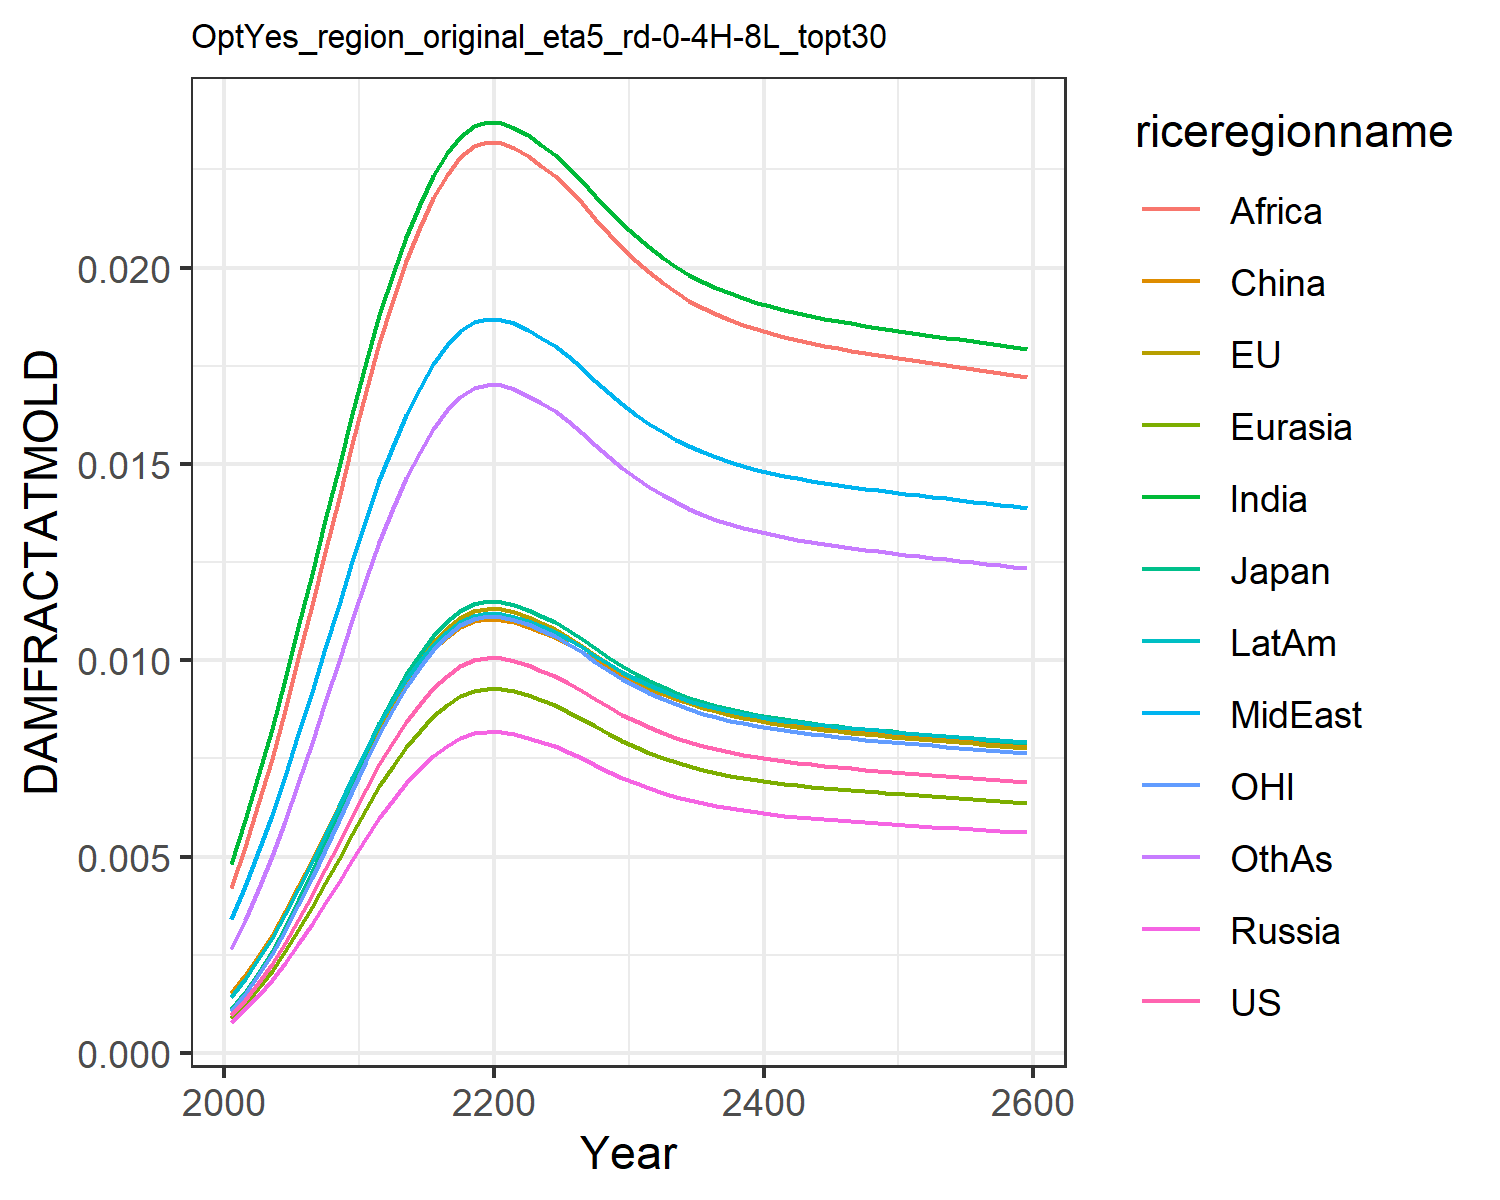 OptYes_region_original_eta5_rd-0-4H-8L_topt30
DAMFRACTATMOLD
0.020
0.015
0.010
0.005
0.000
2000 2200 2400 2600
Year
riceregionname
Africa
China
EU
Eurasia
India
Japan
LatAm
MidEast
OHI
OthAs
Russia
US